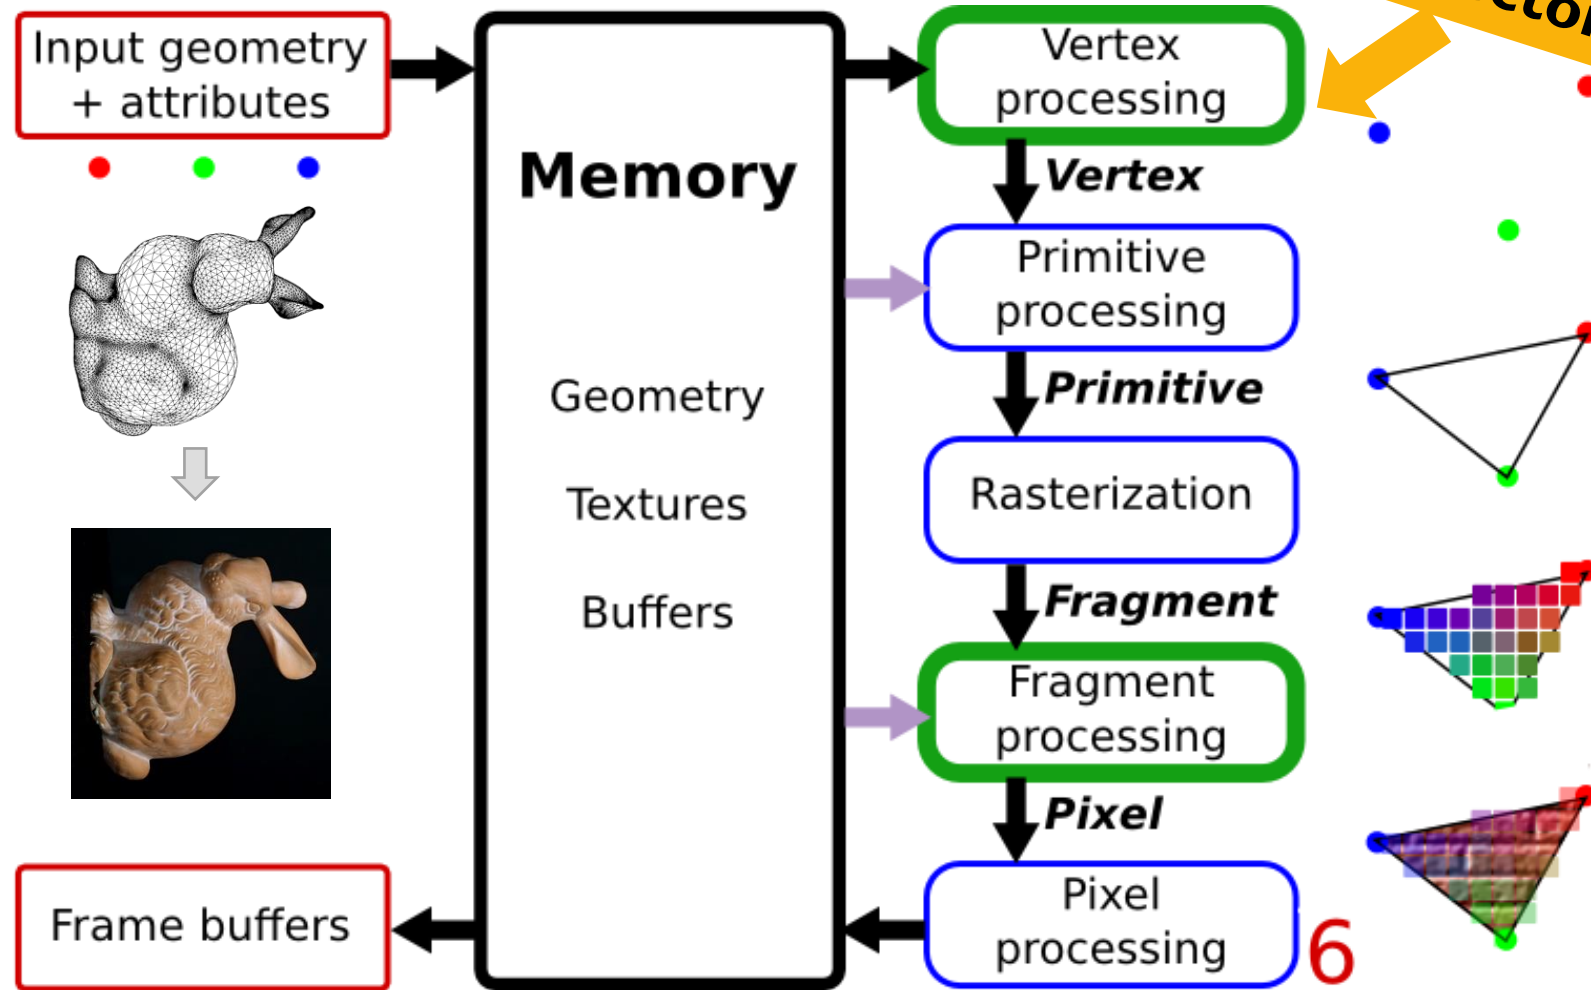 Input geometry
+ attributes
Memory
Geometry
Textures
Buffers
Frame buffers
Vertex
processing
Vertex
Primitive
processing
Primitive
Rasterization
Fragment
Fragment
processing
Pixel
Pixel
processing
6